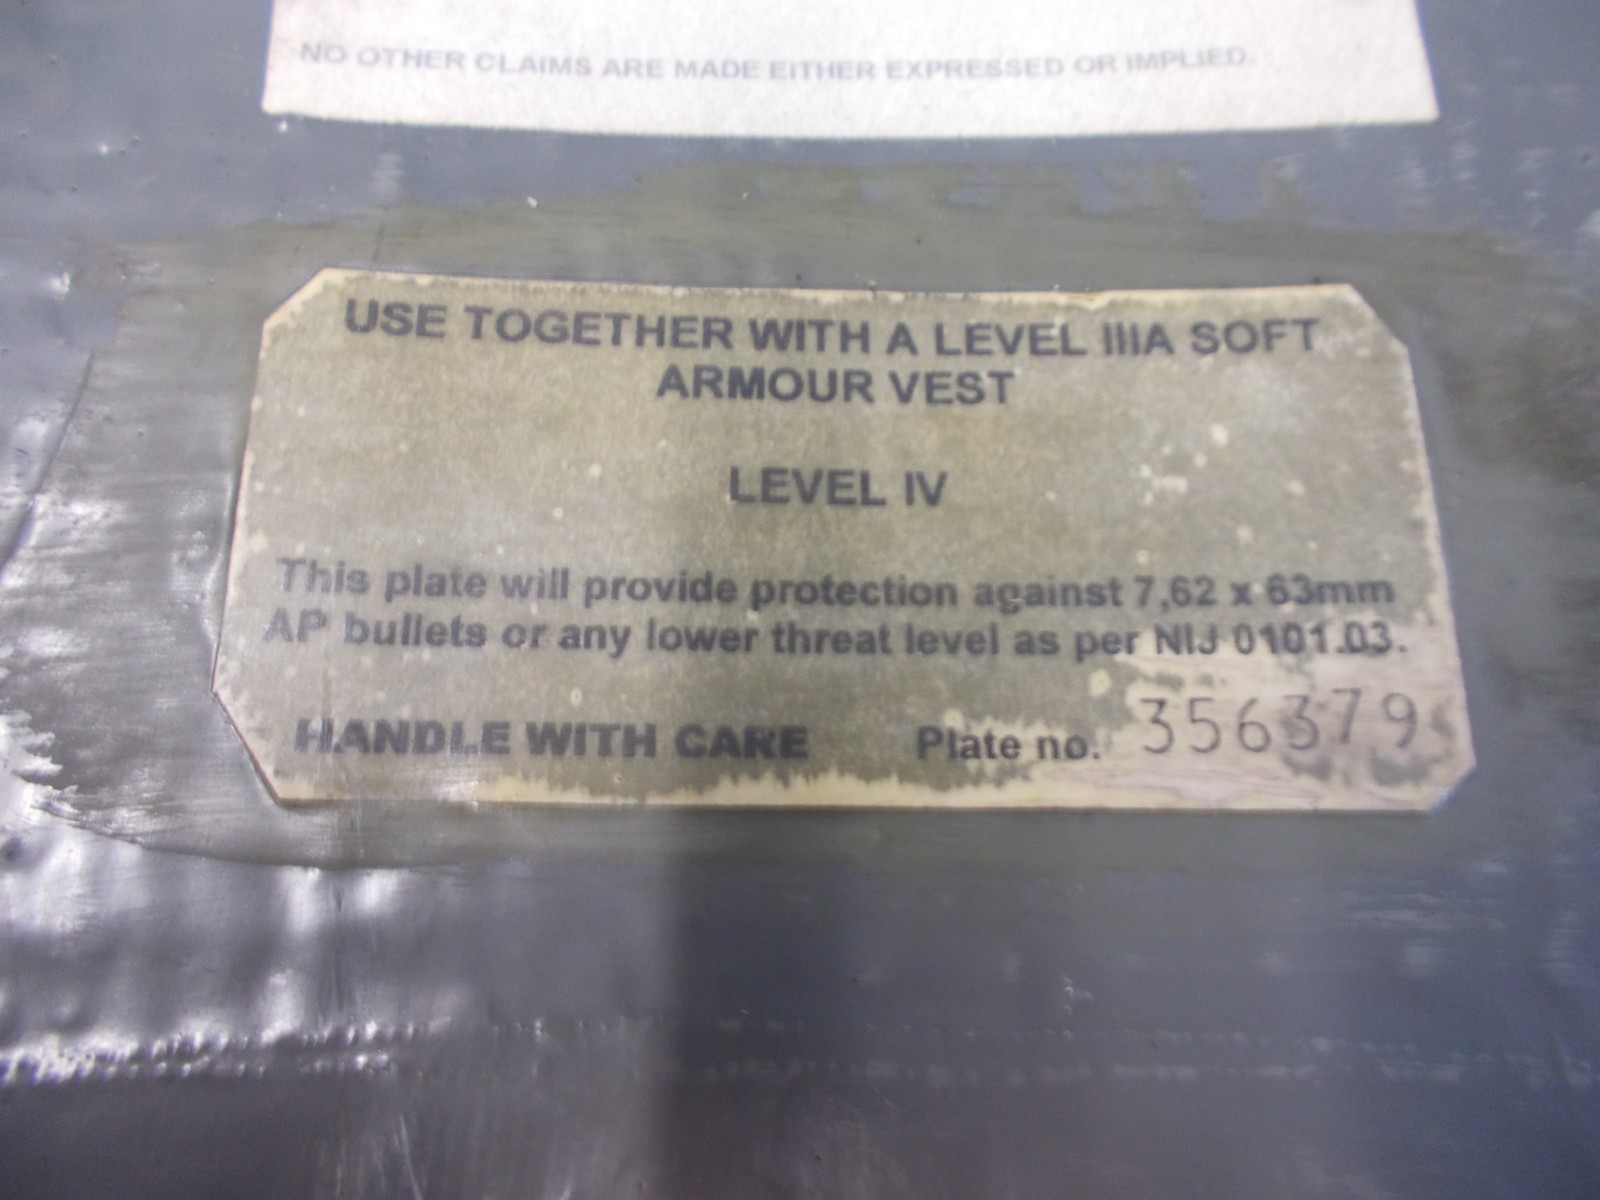 NO OTHER CLAIMS ARE MADE EITHER EXPRESSED OR IMPLIED.
USE TOGETHER WITH A LEVEL IIIA SOFT
ARMOUR VEST
LEVEL IV
This plate will provide protection against 7,62 x 63mm
AP bullets or any lower threat level as per NIJ 0101.03.
HANDLE WITH CARE Plate no. 356379